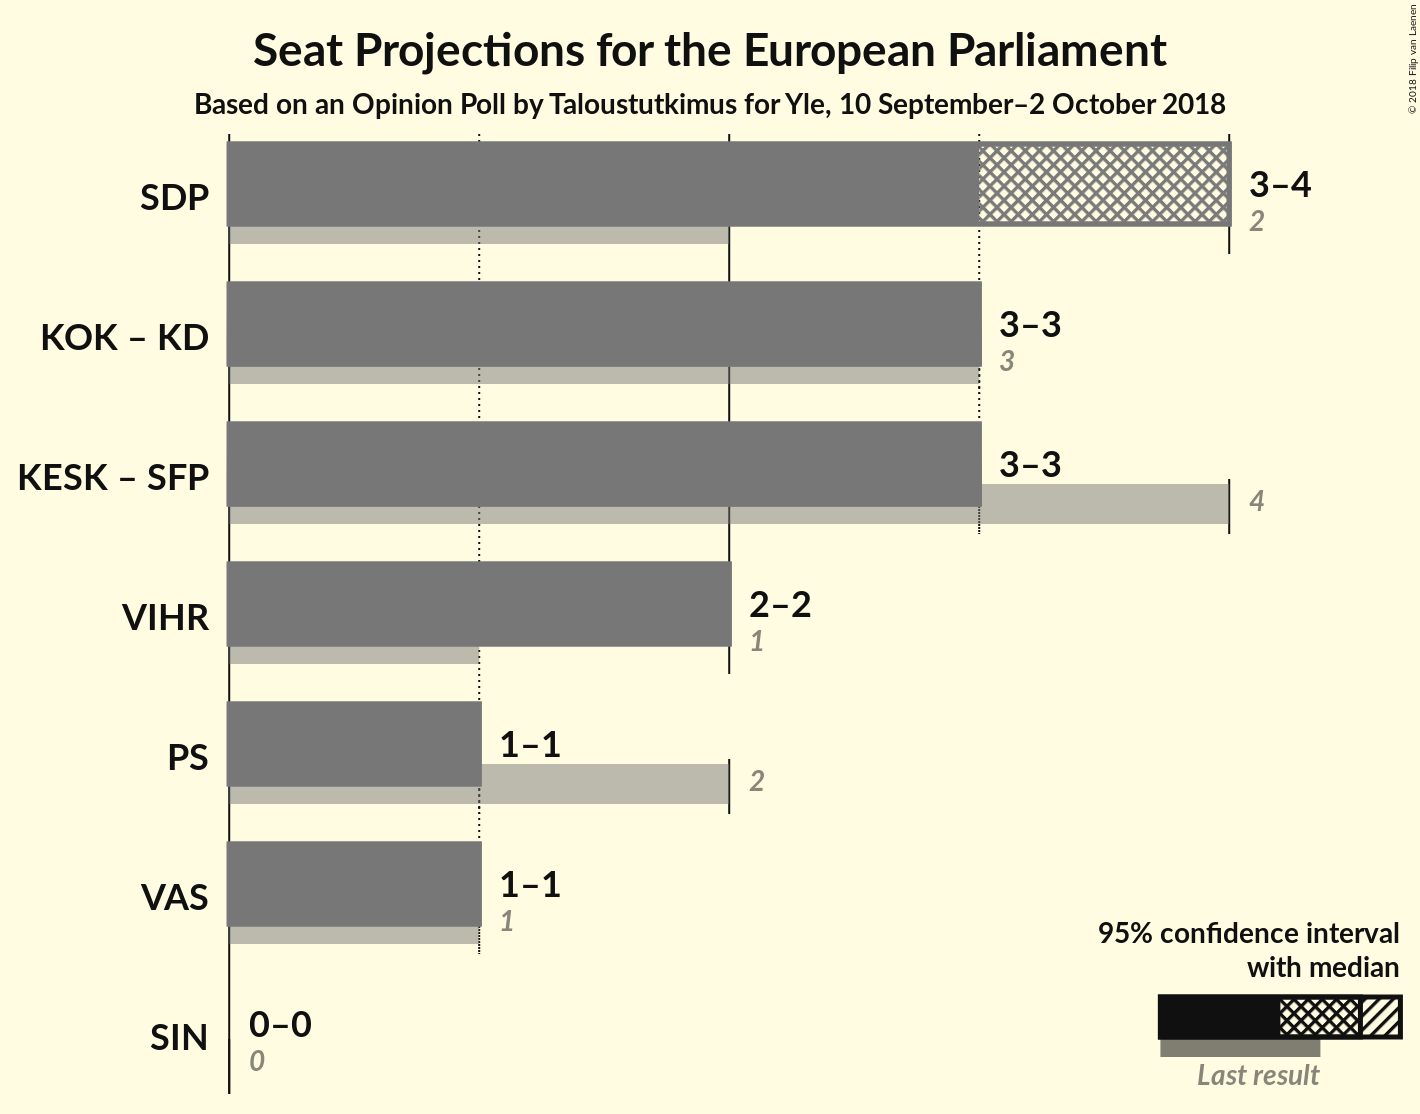 Seat Projections for the European Parliament
Based on an Opinion Poll by Taloustutkimus for Yle, 10 September–2 October 2018
© 2018 Filip van Laenen
SDP
3–4
2
KOK – KD
3–3
3
KESK – SFP
3–3
4
VIHR
2–2
1
PS
1–1
2
VAS
1–1
1
SIN
0–0
0
95% confidence interval
with median
Last result